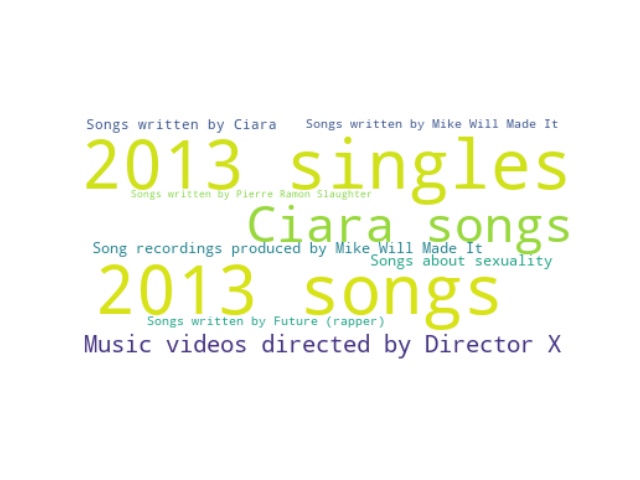 Songs written by Ciara
Songs written by Mike Will Made It
2013 singles
Songs written by Pierre Ramon Slaughter
Ciara songs
Song recordings produced by Mike Will Made It
Songs about sexuality
2013 songs
Songs written by Future (rapper)
Music videos directed by Director X